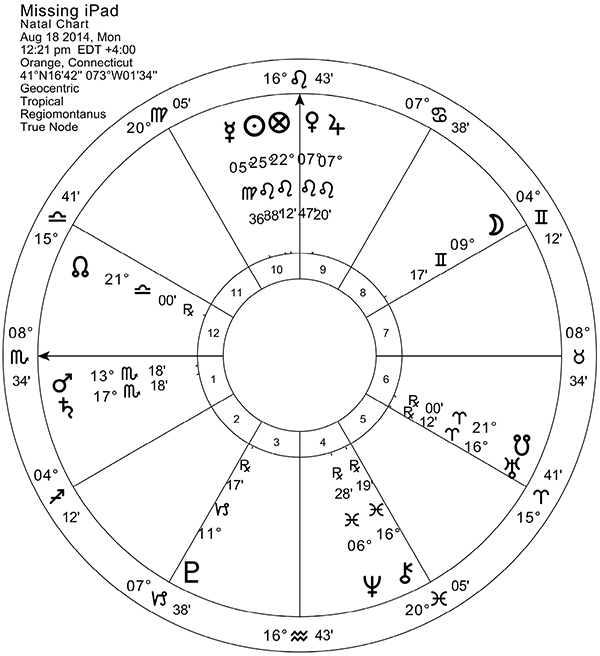 Missing iPad
Natal Chart
Aug 18 2014, Mon
12:21 pm EDT +4:00
Orange, Connecticut
41°N16'42" 073°W01'34"
Geocentric
Tropical
Regiomontanus
True Node
16° ♌ 43'
20° ♍ 05'
07° ♋ 38'
☿ ☉ ⊗ ♀ ♃
05° 25° 22° 07° 07°
♍ ♌ ♌ ♌ ♌
36 38 12' 47 20'
41' ♎ 15°
04° ♊ 12'
☽ 09° ♊ 17'
☊ 21° ♎ 00' ℞
10 9
11 8
12 7
1 6
2 5
3 4
08° ♏ 34'
08° ♉ 34'
♂ 13° ♏ 18'
♄ 17° ♏ 18'
℞ 00' ♈ 21° ☋
℞ 12' ♈ 16° ♅
04° ♐ 12'
41' ♈ 15°
℞ 17' ♑ 11° ♇
℞ 28' ♓ 06° ♆
℞ 19' ♓ 16° ⚷
07° ♑ 38'
16° ♒ 43'
20° ♓ 05'